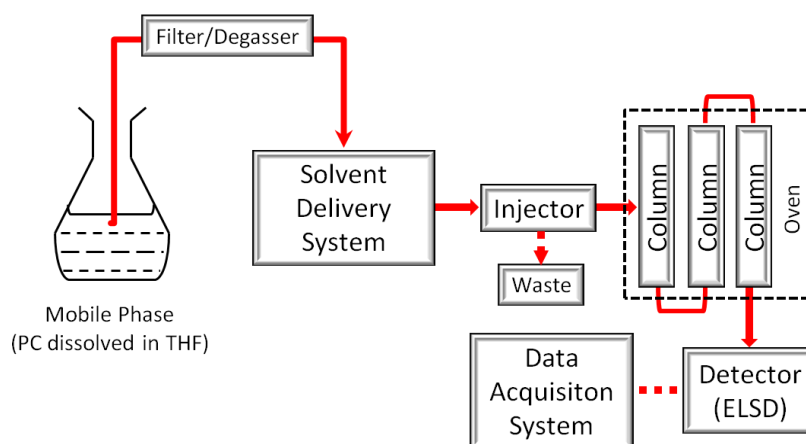 Filter/Degasser
Solvent
Delivery
System
Injector
Waste
Column
Column
Column
Oven
Mobile Phase
(PC dissolved in THF)
Data
Acquisiton
System
Detector
(ELSD)